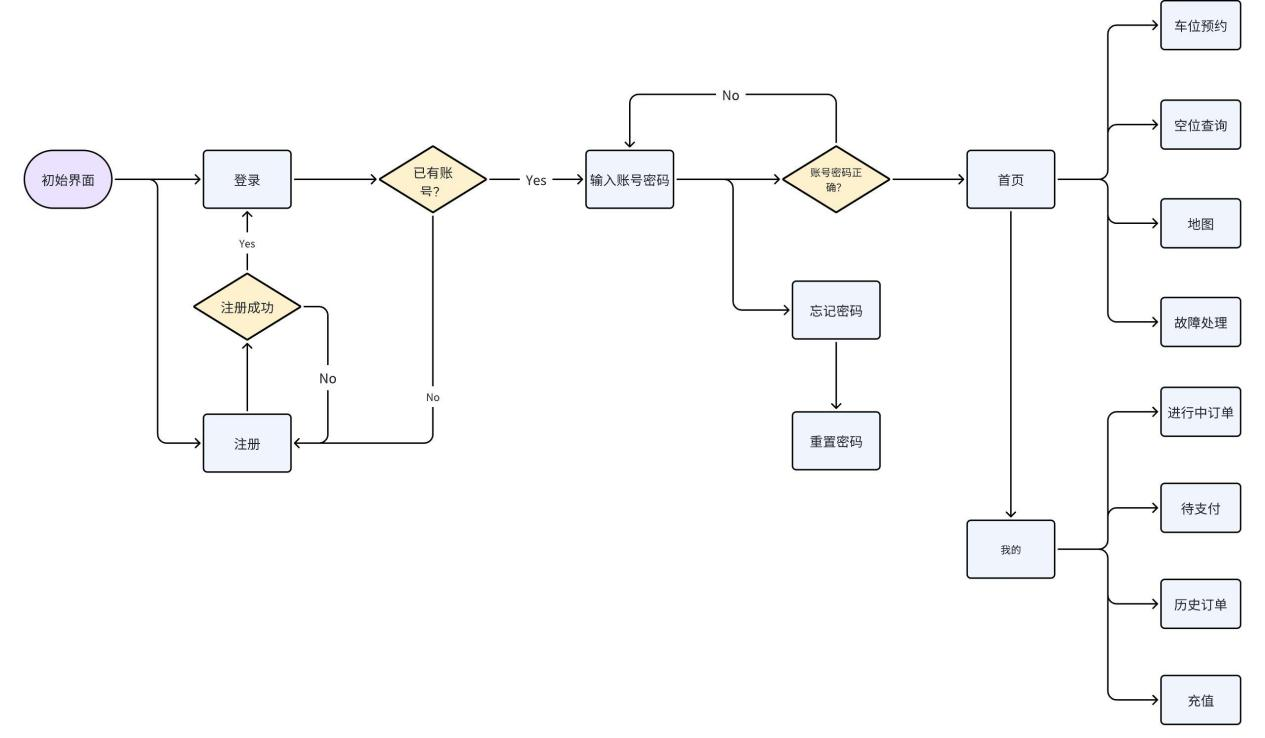 初始界面
登录
已有账
号?
Yes
输入账号密码
No
账号密码正
确?
首页
车位预约
空位查询
地图
故障处理
Yes
注册成功
No
注册
No
忘记密码
重置密码
我的
进行中订单
待支付
历史订单
充值